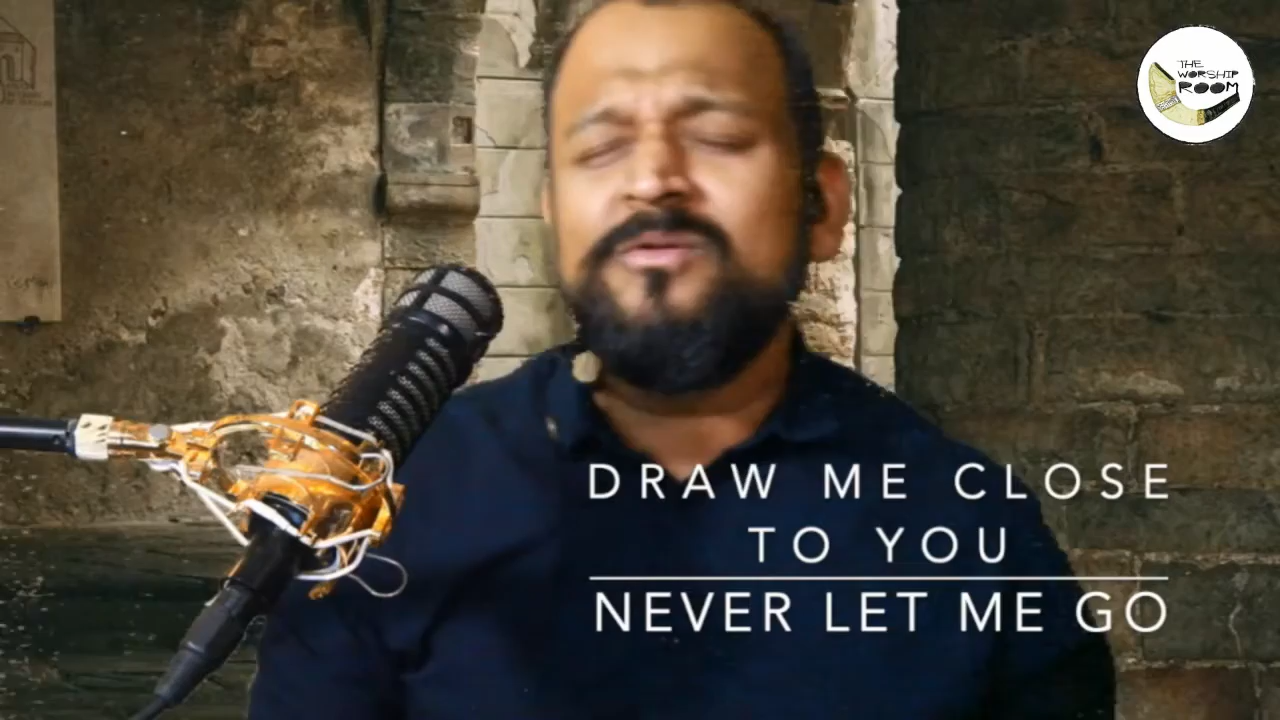 THE
WORSHIP
ROOM
DRAW ME CLOSE
TO YOU
NEVER LET ME GO